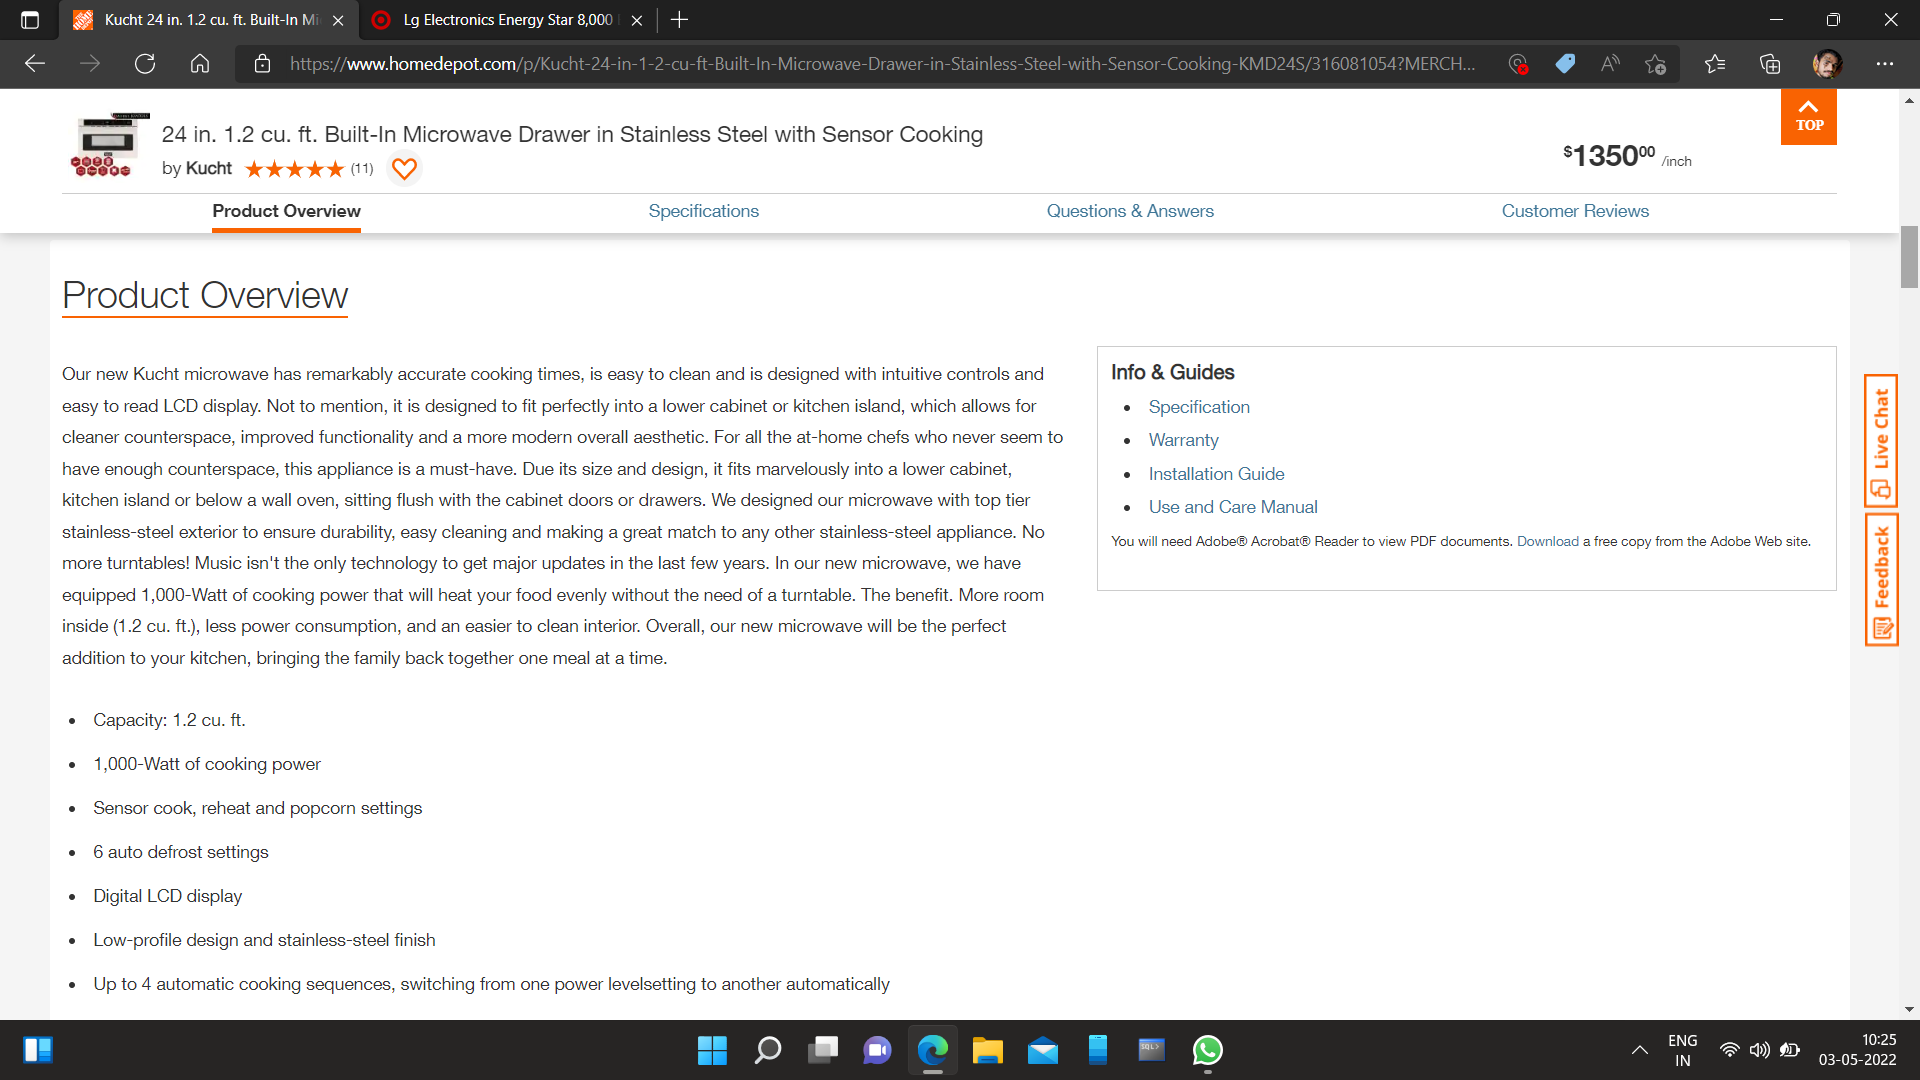 Kucht 24 in. 1.2 cu. ft. Built-In Mi
Lg Electronics Energy Star 8,000
https://www.homedepot.com/p/Kucht-24-in-1-2-cu-ft-Built-In-Microwave-Drawer-in-Stainless-Steel-with-Sensor-Cooking-KMD24S/316081054?MERCH...
24 in. 1.2 cu. ft. Built-In Microwave Drawer in Stainless Steel with Sensor Cooking
by Kucht (11)
$1350 00 /inch
TOP
Product Overview
Specifications
Questions & Answers
Customer Reviews
Product Overview
Our new Kucht microwave has remarkably accurate cooking times, is easy to clean and is designed with intuitive controls and
easy to read LCD display. Not to mention, it is designed to fit perfectly into a lower cabinet or kitchen island, which allows for
cleaner counterspace, improved functionality and a more modern overall aesthetic. For all the at-home chefs who never seem to
have enough counterspace, this appliance is a must-have. Due its size and design, it fits marvelously into a lower cabinet,
kitchen island or below a wall oven, sitting flush with the cabinet doors or drawers. We designed our microwave with top tier
stainless-steel exterior to ensure durability, easy cleaning and making a great match to any other stainless-steel appliance. No
more turntables! Music isn't the only technology to get major updates in the last few years. In our new microwave, we have
equipped 1,000-Watt of cooking power that will heat your food evenly without the need of a turntable. The benefit. More room
inside (1.2 cu. ft.), less power consumption, and an easier to clean interior. Overall, our new microwave will be the perfect
addition to your kitchen, bringing the family back together one meal at a time.
• Capacity: 1.2 cu. ft.
• 1,000-Watt of cooking power
• Sensor cook, reheat and popcorn settings
• 6 auto defrost settings
• Digital LCD display
• Low-profile design and stainless-steel finish
• Up to 4 automatic cooking sequences, switching from one power levelsetting to another automatically
Info & Guides
• Specification
• Warranty
• Installation Guide
• Use and Care Manual
You will need Adobe® Acrobat® Reader to view PDF documents. Download a free copy from the Adobe Web site.
Live Chat
Feedback
SQL>
ENG
IN
10:25
03-05-2022